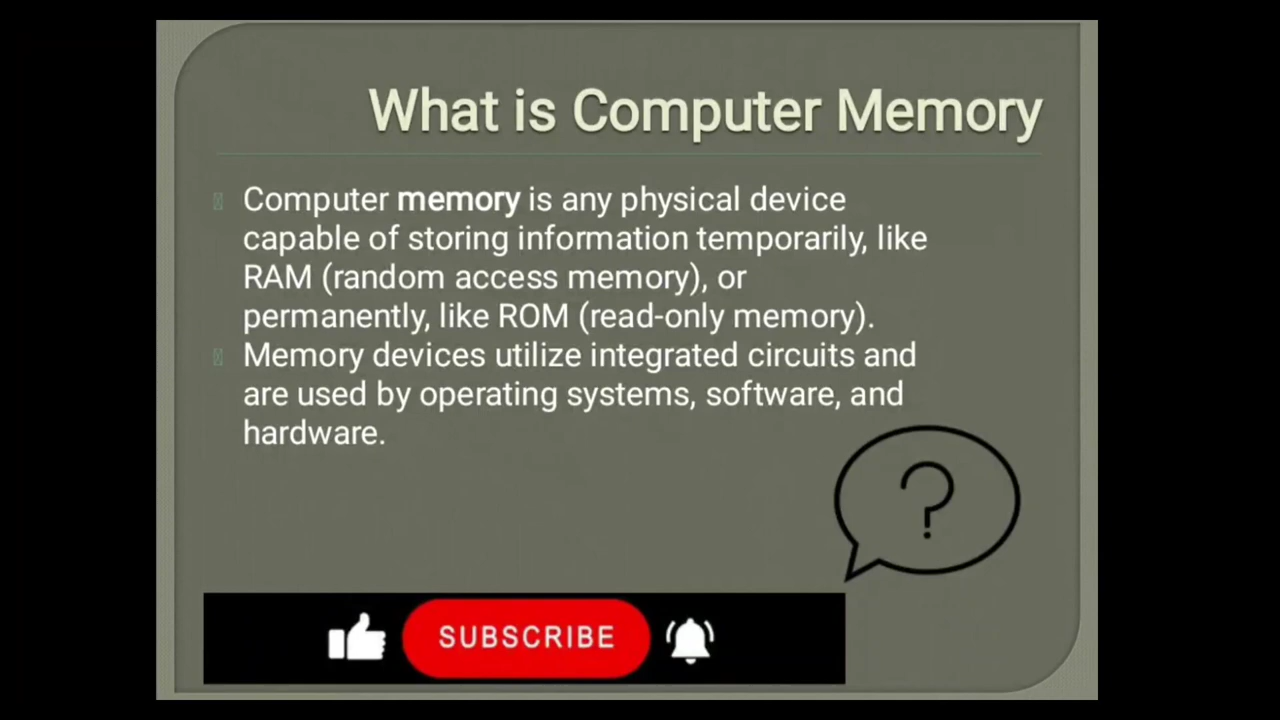 What is Computer Memory
Computer memory is any physical device
capable of storing information temporarily, like
RAM (random access memory), or
permanently, like ROM (read-only memory).
Memory devices utilize integrated circuits and
are used by operating systems, software, and
hardware.
?
SUBSCRIBE